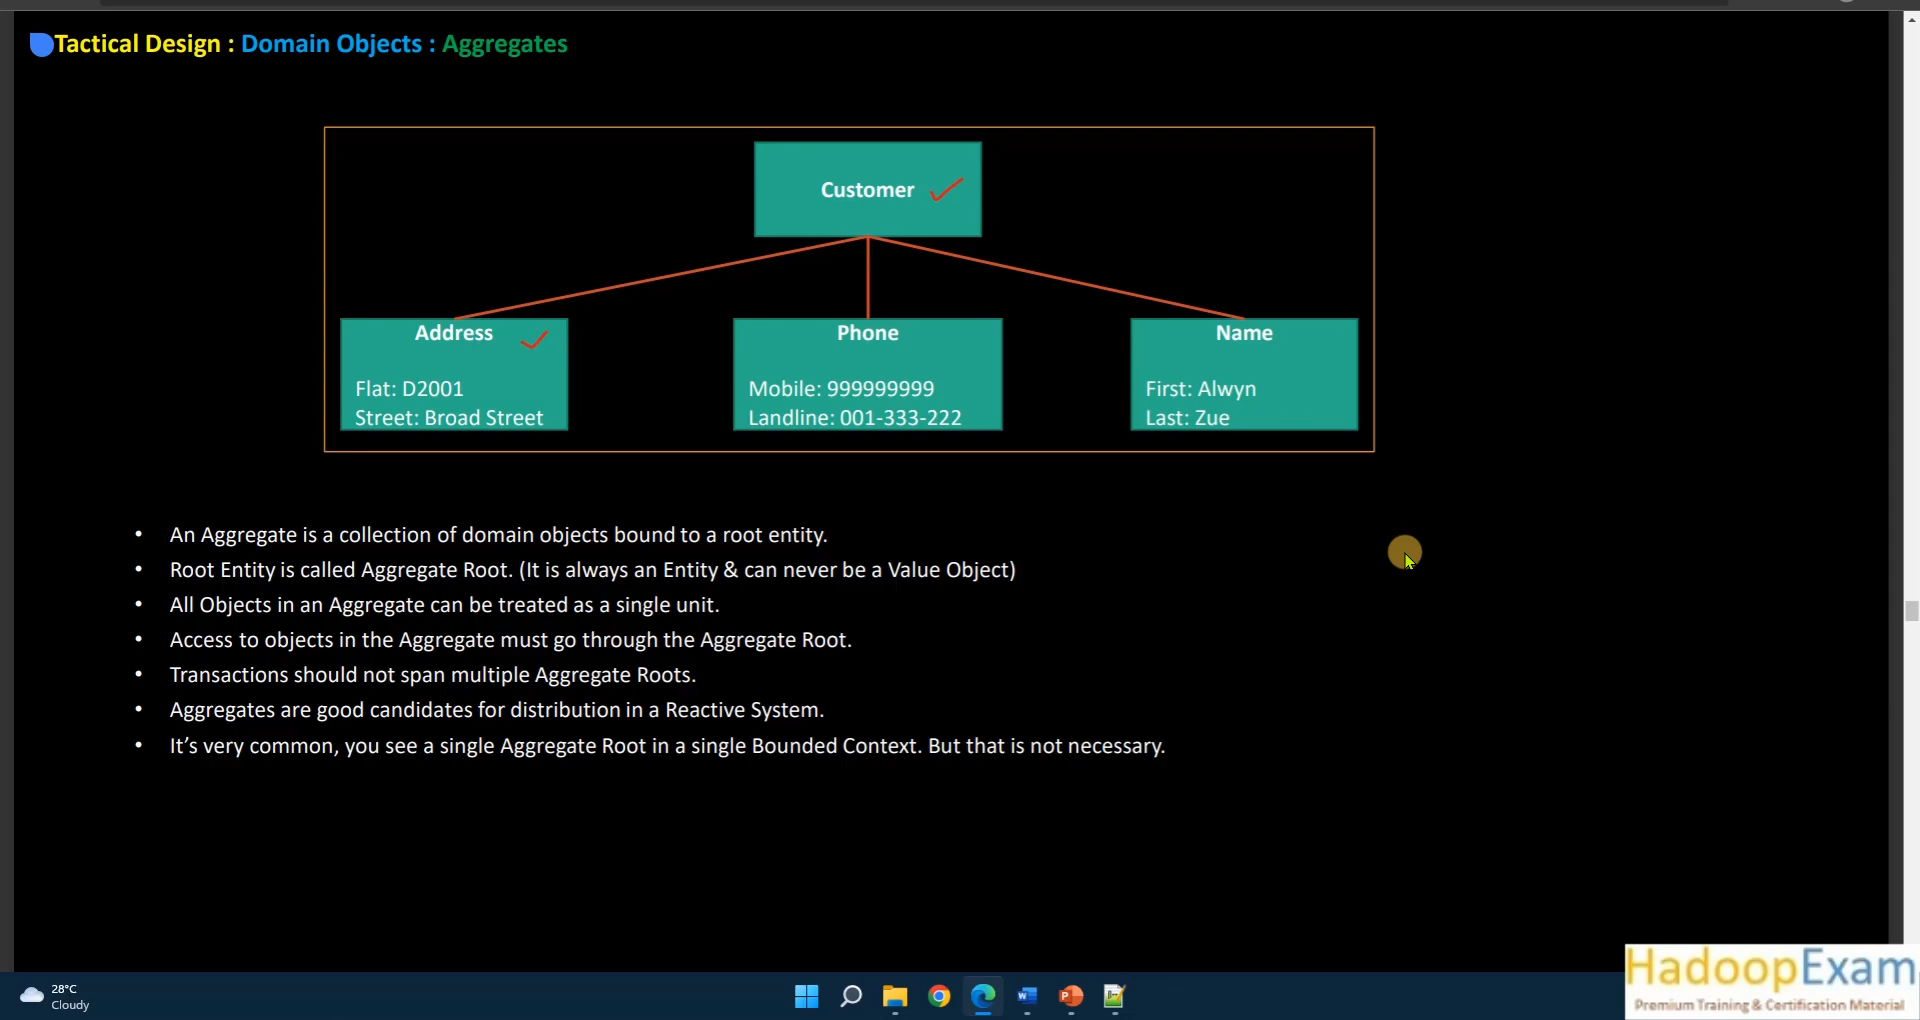 Tactical Design : Domain Objects : Aggregates
Customer
Address
Flat: D2001
Street: Broad Street
Phone
Mobile: 999999999
Landline: 001-333-222
Name
First: Alwyn
Last: Zue
• An Aggregate is a collection of domain objects bound to a root entity.
• Root Entity is called Aggregate Root. (It is always an Entity & can never be a Value Object)
• All Objects in an Aggregate can be treated as a single unit.
• Access to objects in the Aggregate must go through the Aggregate Root.
• Transactions should not span multiple Aggregate Roots.
• Aggregates are good candidates for distribution in a Reactive System.
• It’s very common, you see a single Aggregate Root in a single Bounded Context. But that is not necessary.
HadoopExam
Premium Training & Certification Material
28°C
Cloudy